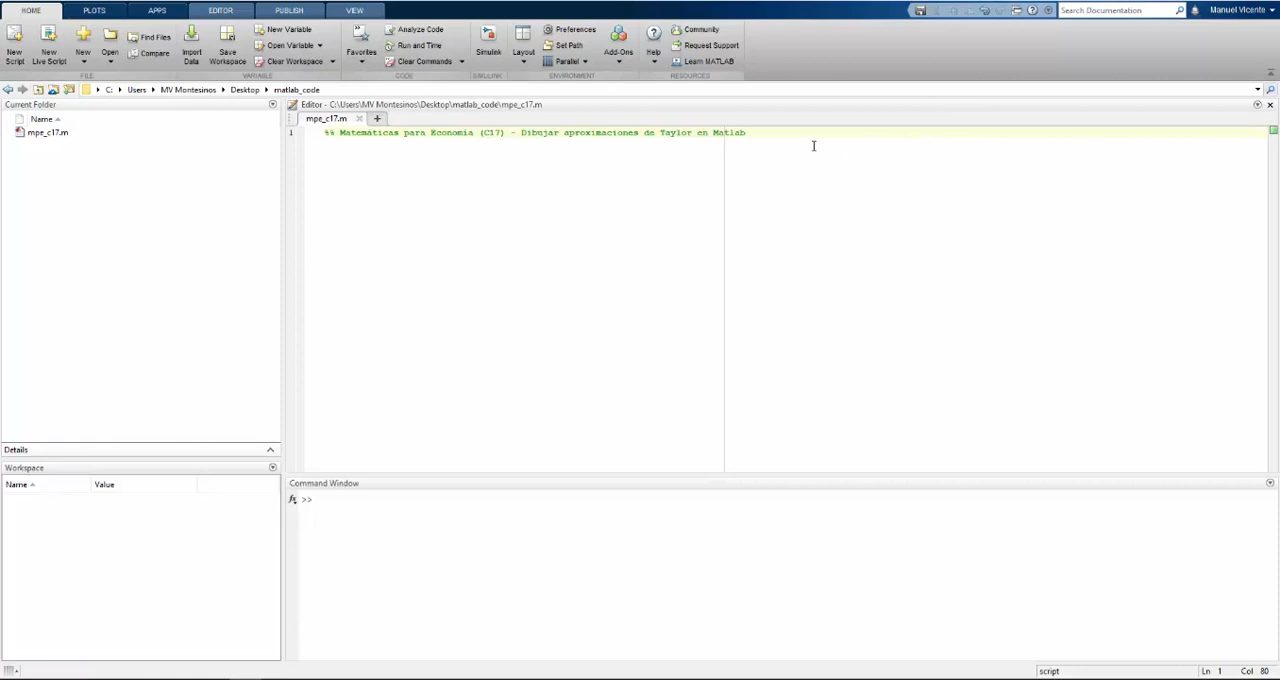 HOME PLOTS APPS EDITOR PUBLISH VIEW Search Documentation Manuel Vicente
New Script New Live Script New Open Find Files Compare Import Data Save Workspace New Variable Open Variable Clear Workspace Favorites Analyze Code Run and Time Clear Commands Simulink Layout Preferences Set Path Parallel Add-Ons Help Community Request Support Learn MATLAB
FILE VARIABLE CODE SIMULINK ENVIRONMENT RESOURCES
C: Users MV Montesinos Desktop matlab_code
Current Folder
Name
mpe_c17.m
Editor - C:\Users\MV Montesinos\Desktop\matlab_code\mpe_c17.m
mpe_c17.m +
1 %% Matemáticas para Economía (C17) - Dibujar aproximaciones de Taylor en Matlab
Details
Workspace
Name Value
Command Window
fx >>
script Ln 1 Col 80